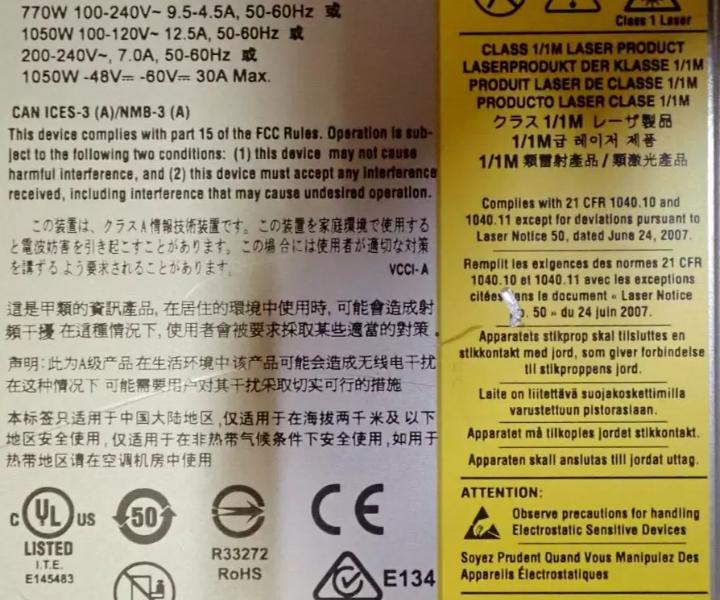 770W 100-240V~ 9.5-4.5A, 50-60Hz 或
1050W 100-120V~ 12.5A, 50-60Hz 或
200-240V~, 7.0A, 50-60Hz 或
1050W -48V⎓ -60V⎓ 30A Max.
CAN ICES-3 (A)/NMB-3 (A)
This device complies with part 15 of the FCC Rules. Operation is sub-
ject to the following two conditions: (1) this device may not cause
harmful interference, and (2) this device must accept any interference
received, including interference that may cause undesired operation.
この装置は、クラスA情報技術装置です。この装置を家庭環境で使用する
と電波妨害を引き起こすことがあります。この場合には使用者が適切な対策
を講ずるよう要求されることがあります。 VCCI-A
這是甲類的資訊產品, 在居住的環境中使用時, 可能會造成射
頻干擾 在這種情況下, 使用者會被要求採取某些適當的對策 .
声明: 此为A级产品 在生活环境中 该产品可能会造成无线电干扰
在这种情况下 可能需要用户对其干扰采取切实可行的措施
本标签只适用于中国大陆地区, 仅适用于在海拔两千米及以下
地区安全使用, 仅适用于在非热带气候条件下安全使用, 如用于
热带地区请在空调机房中使用
C UL US
LISTED
I.T.E.
E145483
50
R33272
RoHS
CE
E134
Class 1 Laser
CLASS 1/1M LASER PRODUCT
LASERPRODUKT DER KLASSE 1/1M
PRODUIT LASER DE CLASSE 1/1M
PRODUCTO LASER CLASE 1/1M
クラス 1/1M レーザ製品
1/1M급 레이저 제품
1/1M 類雷射產品 / 類激光產品
Complies with 21 CFR 1040.10 and
1040.11 except for deviations pursuant to
Laser Notice 50, dated June 24, 2007.
Remplit les exigences des normes 21 CFR
1040.10 et 1040.11 avec les exceptions
citées dans le document « Laser Notice
. 50 » du 24 juin 2007.
Apparatets stikprop skal tilsluttes en
stikkontakt med jord, som giver forbindelse
til stikproppens jord.
Laite on liitettävä suojakoskettimilla
varustettuun pistorasiaan.
Apparatet må tilkoples jordet stikkontakt.
Apparaten skall anslutas till jordat uttag.
ATTENTION:
Observe precautions for handling
Electrostatic Sensitive Devices
Soyez Prudent Quand Vous Manipulez Des
Appareils Électrostatiques